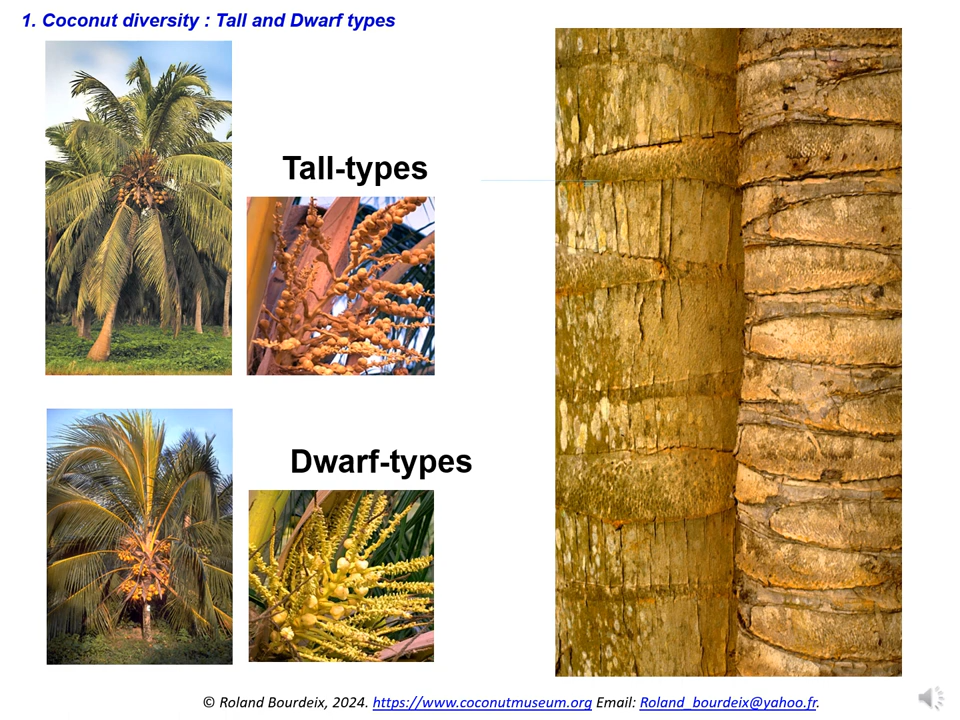 1. Coconut diversity : Tall and Dwarf types
Tall-types
Dwarf-types
© Roland Bourdeix, 2024. https://www.coconutmuseum.org Email: Roland_bourdeix@yahoo.fr.